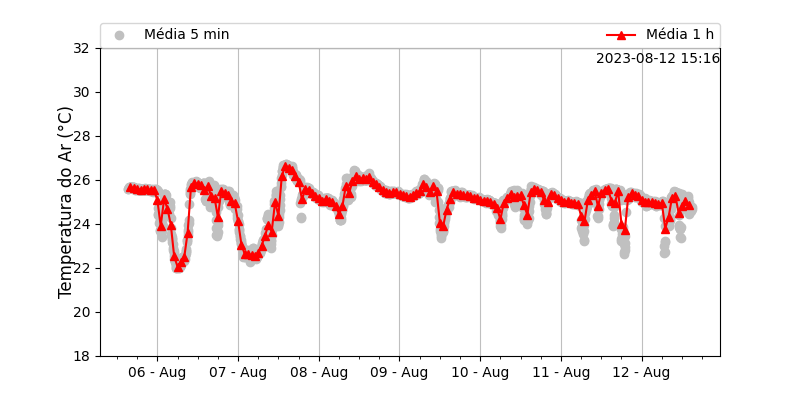 Média 5 min
Média 1 h
2023-08-12 15:16
Temperatura do Ar (°C)
32
30
28
26
24
22
20
18
06 - Aug
07 - Aug
08 - Aug
09 - Aug
10 - Aug
11 - Aug
12 - Aug